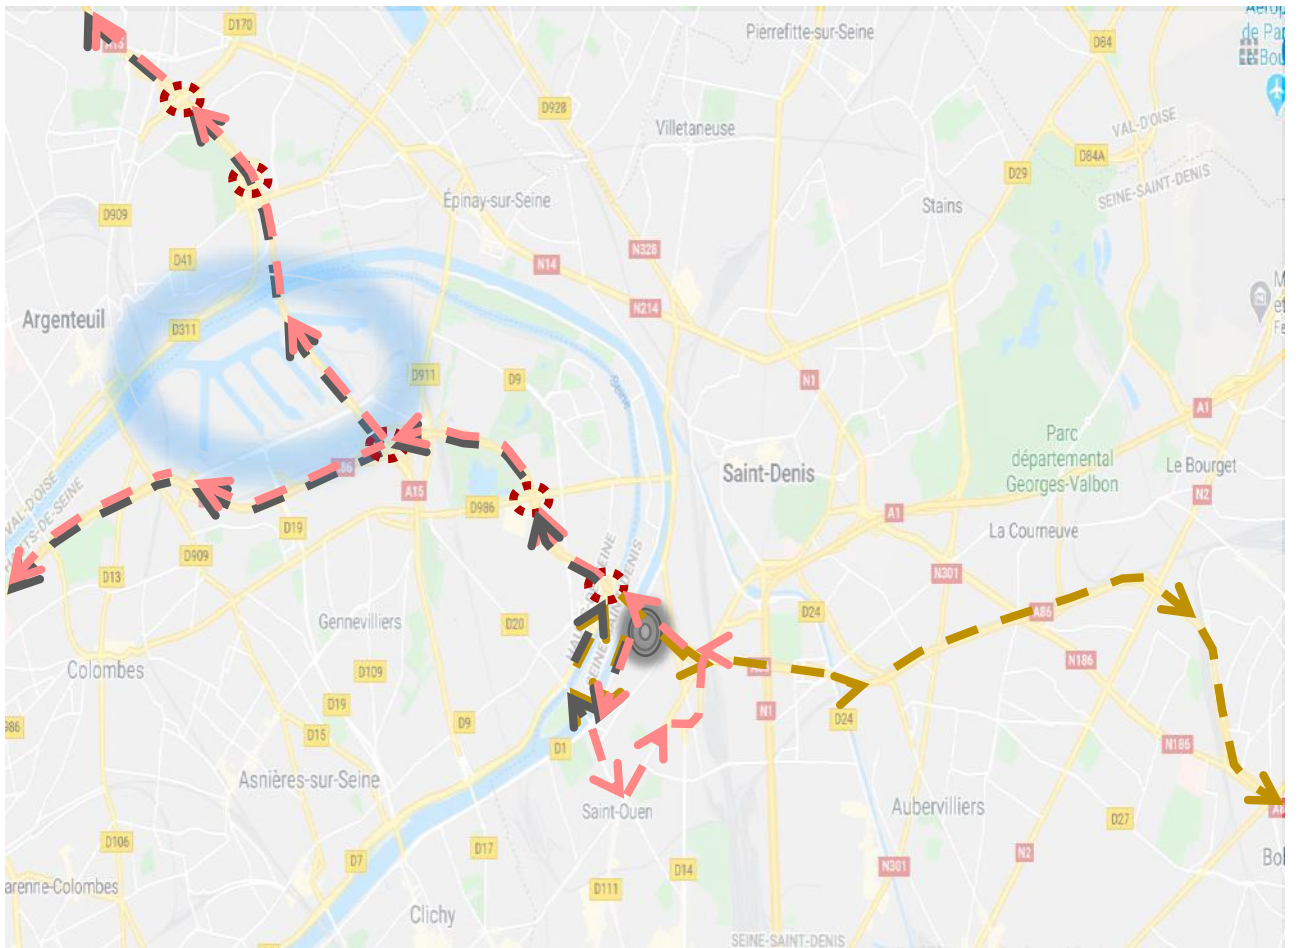 D170
A15
Pierrefitte-sur-Seine
D84
D928
Villetaneuse
VAL-D'OISE
D84A
D29
SEINE-SAINT-DENIS
Épinay-sur-Seine
Stains
D909
D41
N14
N328
N214
Argenteuil
D311
D911
D9
N1
Seine
A1
Parc
départemental
Georges-Valbon
Le Bourget
Saint-Denis
A15
D986
N2
A1
La Courneuve
VAL-D'OISE
D19
D909
D13
N301
D24
A86
D20
Gennevilliers
Colombes
D109
N186
D19
D9
N1
D24
D15
D1
N186
Asnières-sur-Seine
Saint-Ouen
Aubervilliers
D27
D106
D7
D17
D14
N301
N2
D111
Clichy
SEINE-SAINT-DENIS